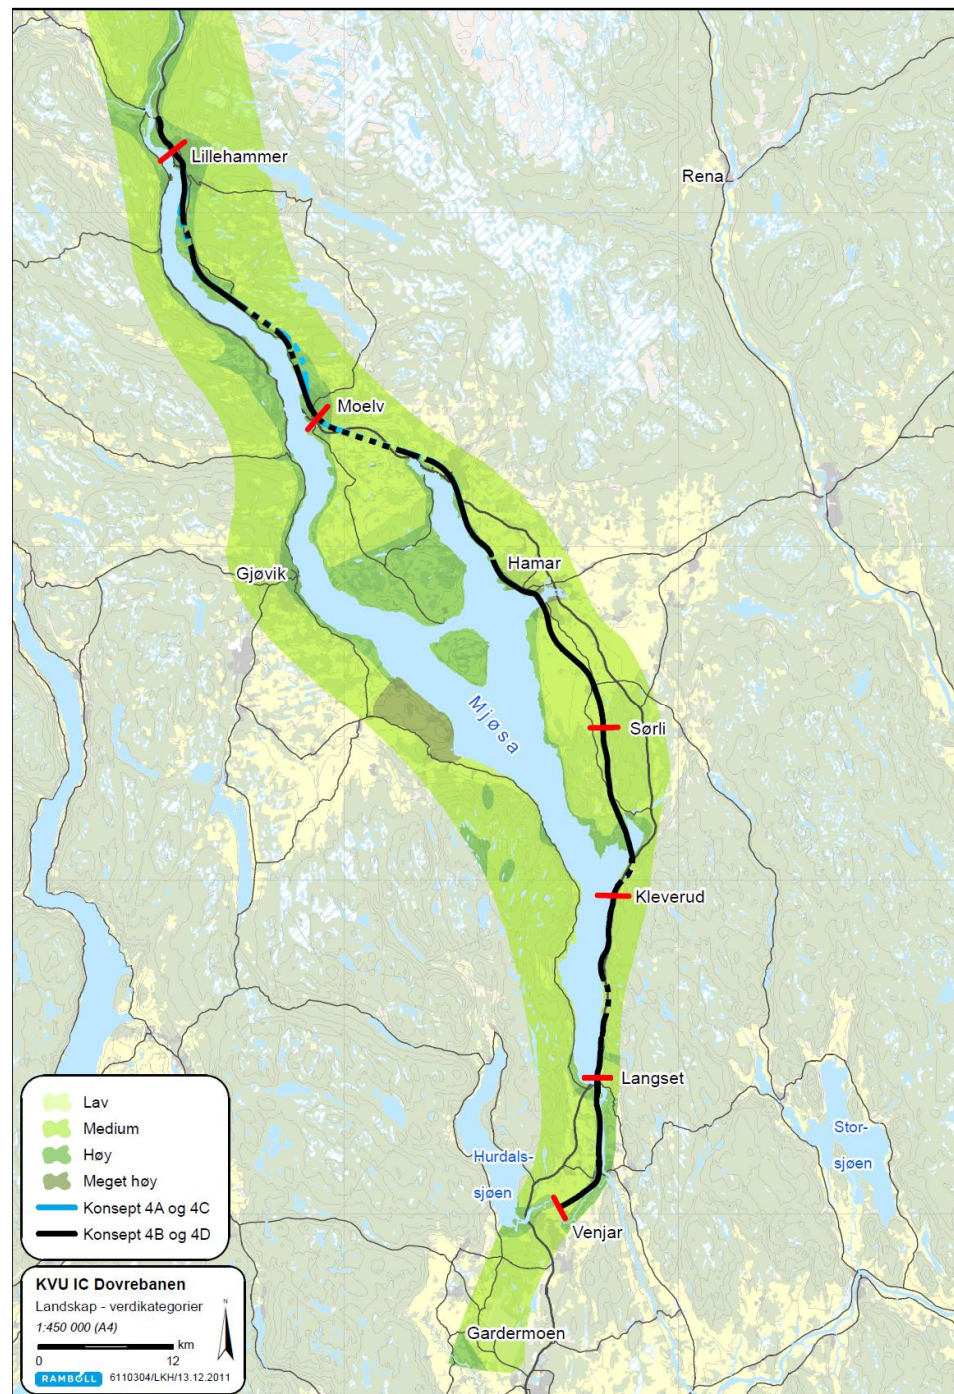 Lillehammer
Rena
Moelv
Hamar
Gjøvik
Mjøsa
Sørli
Kleverud
Langset
Hurdals-
sjøen
Stor-
sjøen
Venjar
Gardermoen
Lav
Medium
Høy
Meget høy
Konsept 4A og 4C
Konsept 4B og 4D
KVU IC Dovrebanen
Landskap - verdikategorier
1:450 000 (A4)
N
km
0 12
RAMBOLL 6110304/LKH/13.12.2011